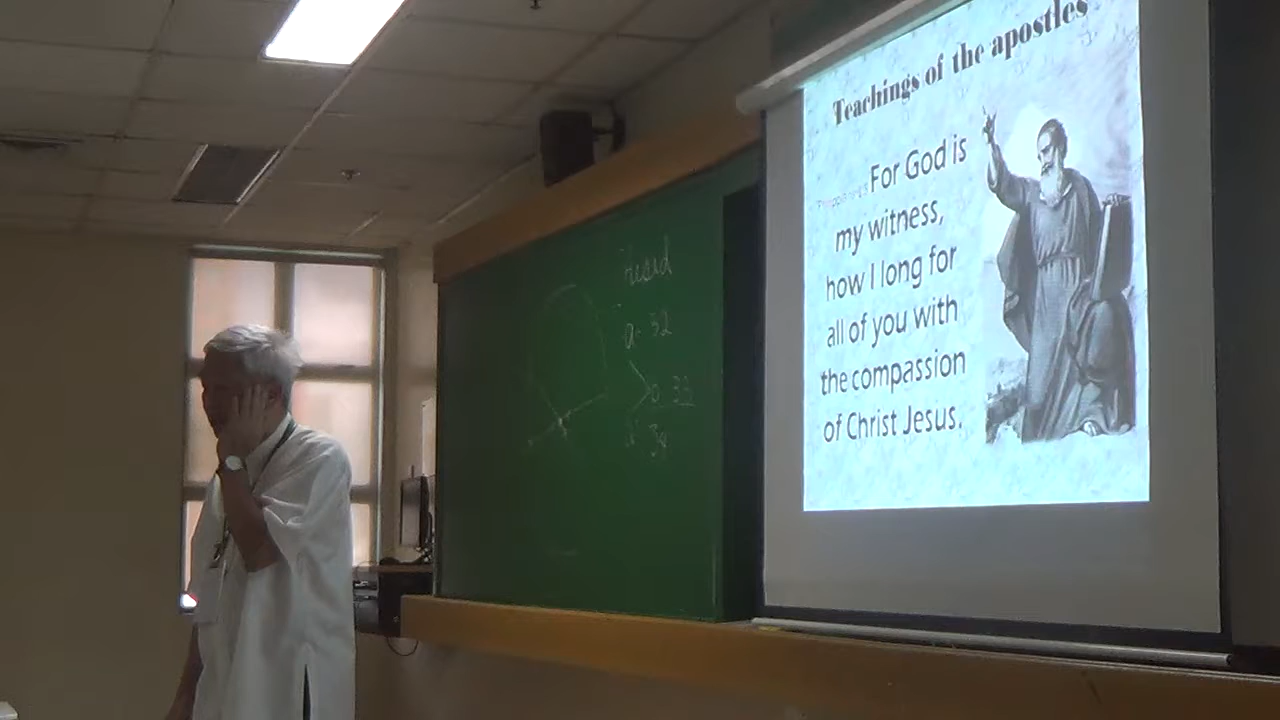 Teachings of the apostles
For God is
my witness,
how I long for
all of you with
the compassion
of Christ Jesus.
a- 32
33
34